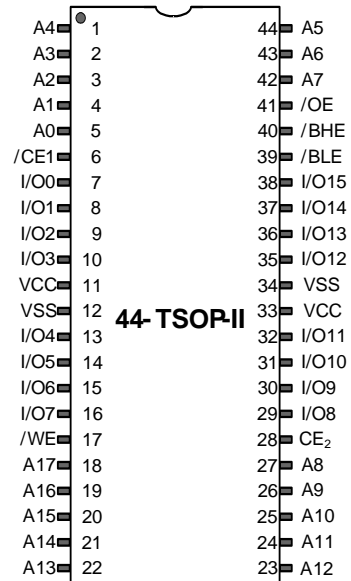 A4 1 44 A5
A3 2 43 A6
A2 3 42 A7
A1 4 41 /OE
A0 5 40 /BHE
/CE1 6 39 /BLE
I/O0 7 38 I/O15
I/O1 8 37 I/O14
I/O2 9 36 I/O13
I/O3 10 35 I/O12
VCC 11 34 VSS
VSS 12 33 VCC
44-TSOP-II
I/O4 13 32 I/O11
I/O5 14 31 I/O10
I/O6 15 30 I/O9
I/O7 16 29 I/O8
/WE 17 28 CE₂
A17 18 27 A8
A16 19 26 A9
A15 20 25 A10
A14 21 24 A11
A13 22 23 A12